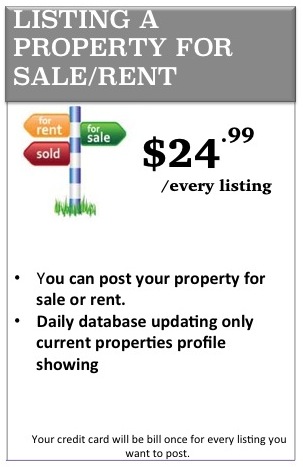 LISTING A
PROPERTY FOR
SALE/RENT
for
rent
for
sale
sold
$24.99
/every listing
• You can post your property for
sale or rent.
• Daily database updating only
current properties profile
showing
Your credit card will be bill once for every listing you
want to post.